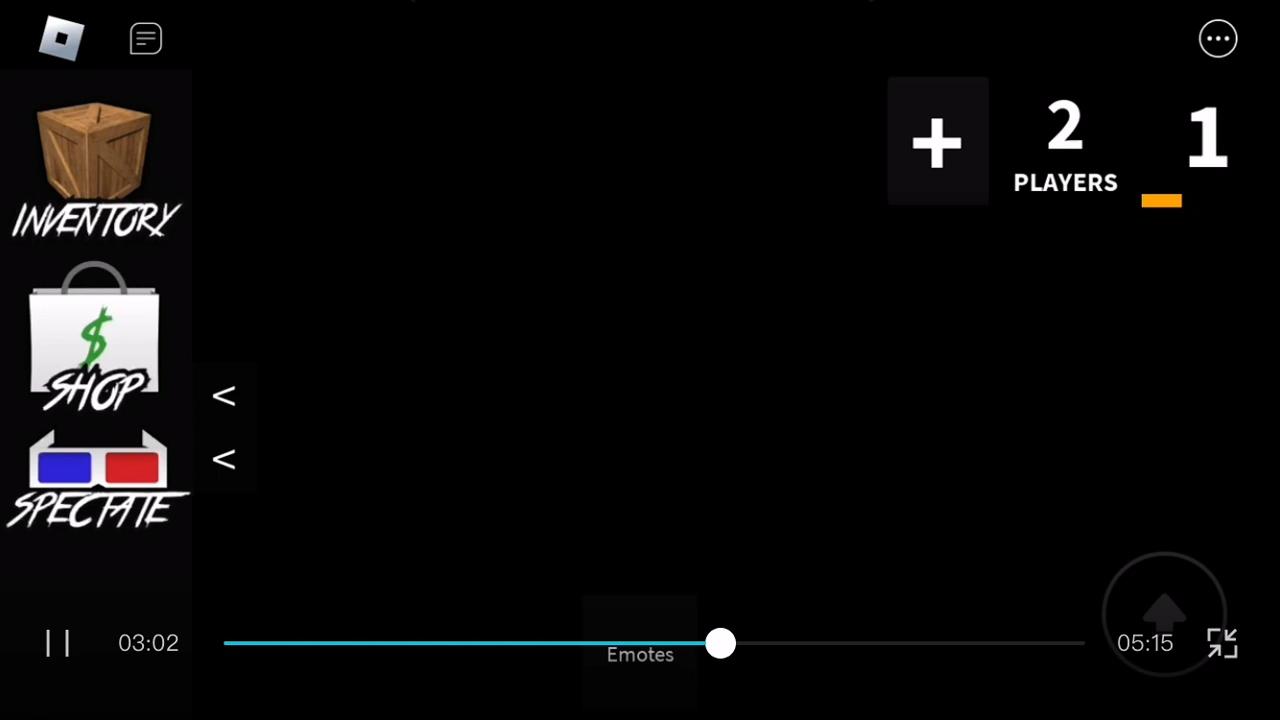 INVENTORY
$
SHOP
SPECTATE
<
<
+
2
PLAYERS
1
Emotes
03:02
05:15